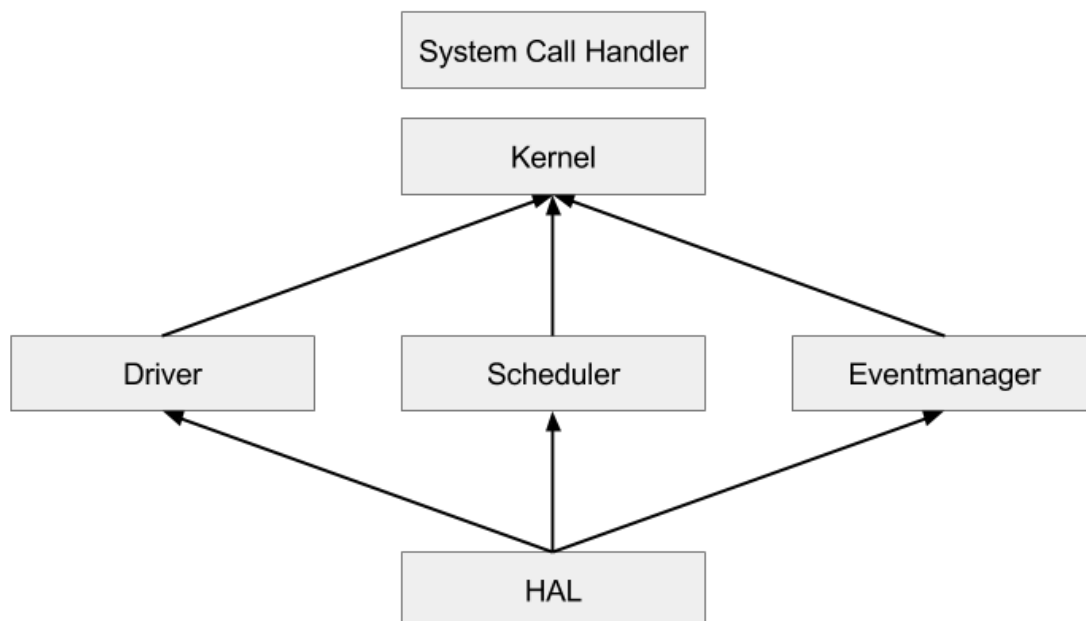 System Call Handler
Kernel
Driver
Scheduler
Eventmanager
HAL